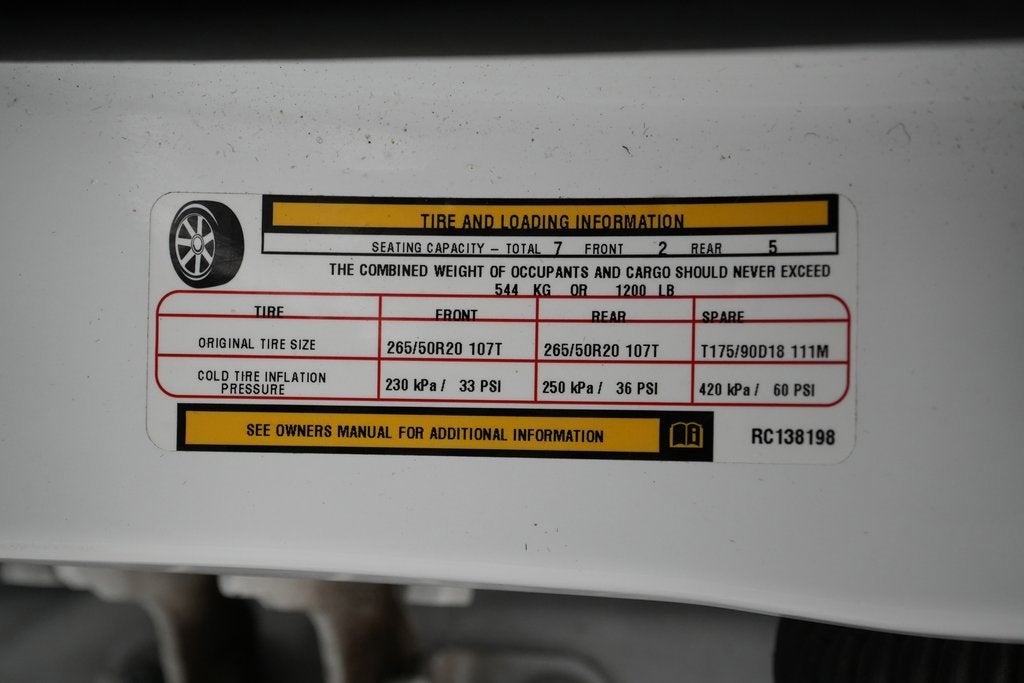 TIRE AND LOADING INFORMATION
SEATING CAPACITY – TOTAL 7 FRONT 2 REAR 5
THE COMBINED WEIGHT OF OCCUPANTS AND CARGO SHOULD NEVER EXCEED
544 KG OR 1200 LB
TIRE FRONT REAR SPARE
ORIGINAL TIRE SIZE 265/50R20 107T 265/50R20 107T T175/90D18 111M
COLD TIRE INFLATION
PRESSURE 230 kPa / 33 PSI 250 kPa / 36 PSI 420 kPa / 60 PSI
SEE OWNERS MANUAL FOR ADDITIONAL INFORMATION
RC138198